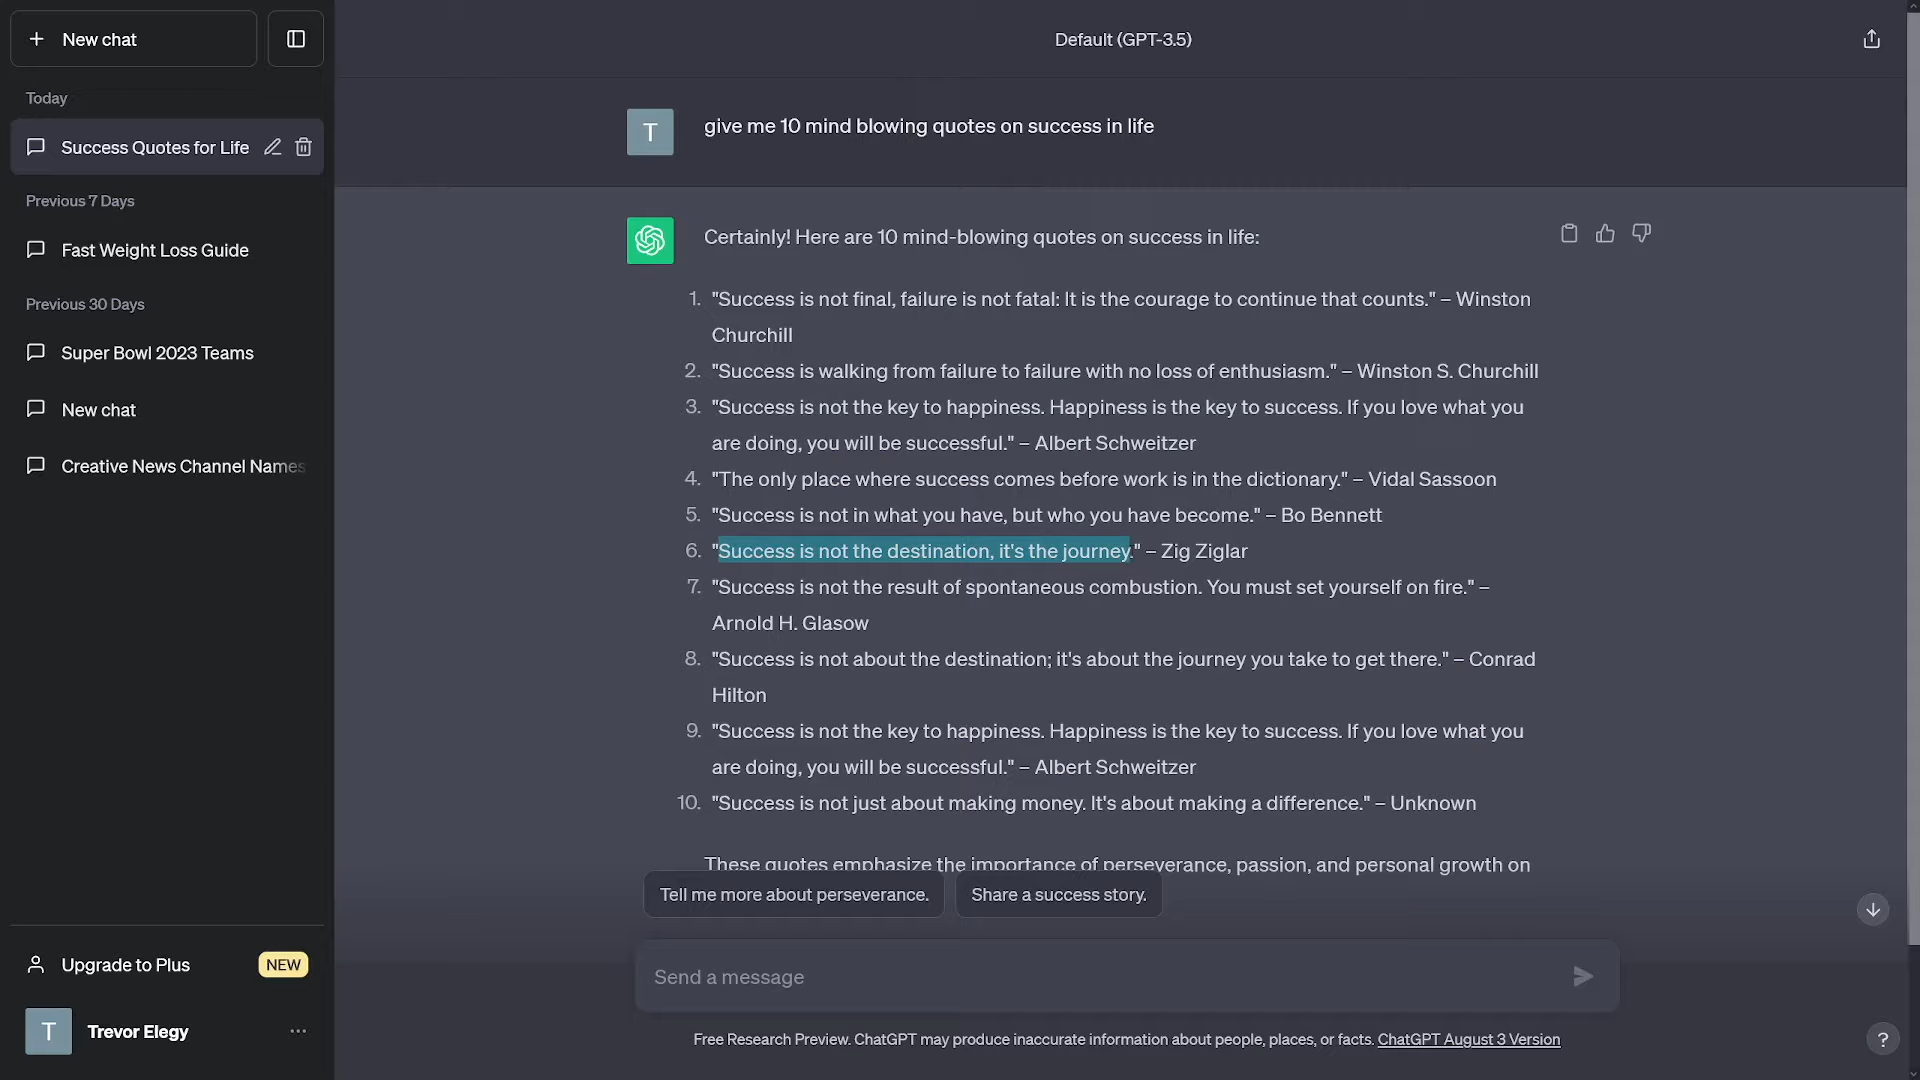 New chat
Today
Success Quotes for Life
Previous 7 Days
Fast Weight Loss Guide
Previous 30 Days
Super Bowl 2023 Teams
New chat
Creative News Channel Names
Upgrade to Plus NEW
T Trevor Elegy
Default (GPT-3.5)
T give me 10 mind blowing quotes on success in life
Certainly! Here are 10 mind-blowing quotes on success in life:
1. "Success is not final, failure is not fatal: It is the courage to continue that counts." – Winston
Churchill
2. "Success is walking from failure to failure with no loss of enthusiasm." – Winston S. Churchill
3. "Success is not the key to happiness. Happiness is the key to success. If you love what you
are doing, you will be successful." – Albert Schweitzer
4. "The only place where success comes before work is in the dictionary." – Vidal Sassoon
5. "Success is not in what you have, but who you have become." – Bo Bennett
6. "Success is not the destination, it's the journey." – Zig Ziglar
7. "Success is not the result of spontaneous combustion. You must set yourself on fire." –
Arnold H. Glasow
8. "Success is not about the destination; it's about the journey you take to get there." – Conrad
Hilton
9. "Success is not the key to happiness. Happiness is the key to success. If you love what you
are doing, you will be successful." – Albert Schweitzer
10. "Success is not just about making money. It's about making a difference." – Unknown
These quotes emphasize the importance of perseverance, passion, and personal growth on
Tell me more about perseverance. Share a success story.
Send a message
Free Research Preview. ChatGPT may produce inaccurate information about people, places, or facts. ChatGPT August 3 Version
?